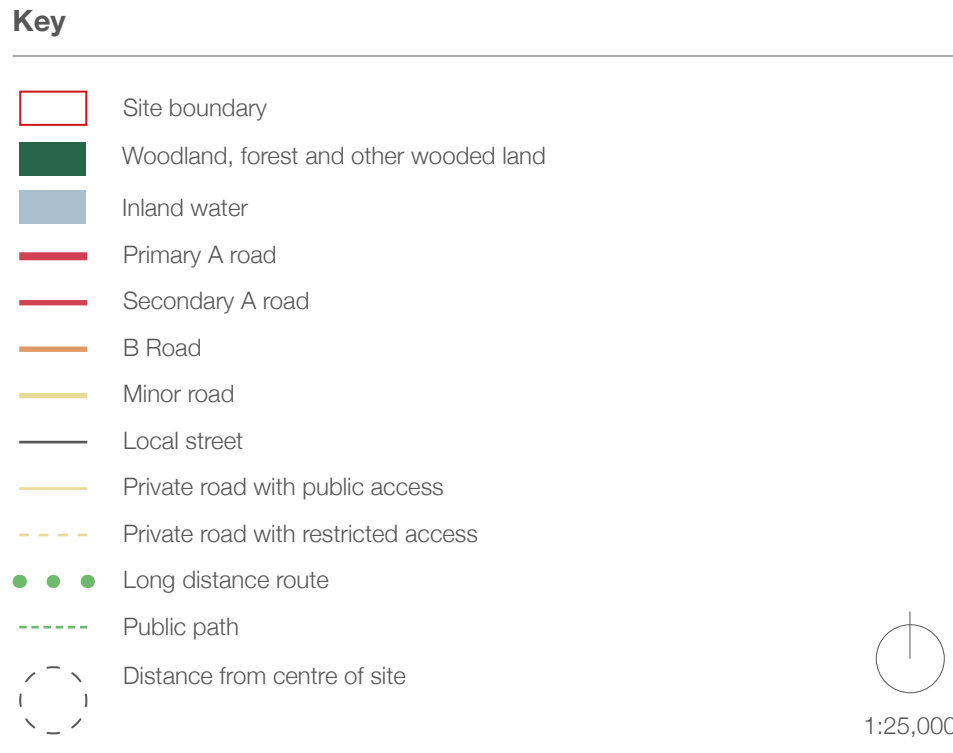 Key
Site boundary
Woodland, forest and other wooded land
Inland water
Primary A road
Secondary A road
B Road
Minor road
Local street
Private road with public access
Private road with restricted access
Long distance route
Public path
Distance from centre of site
1:25,000